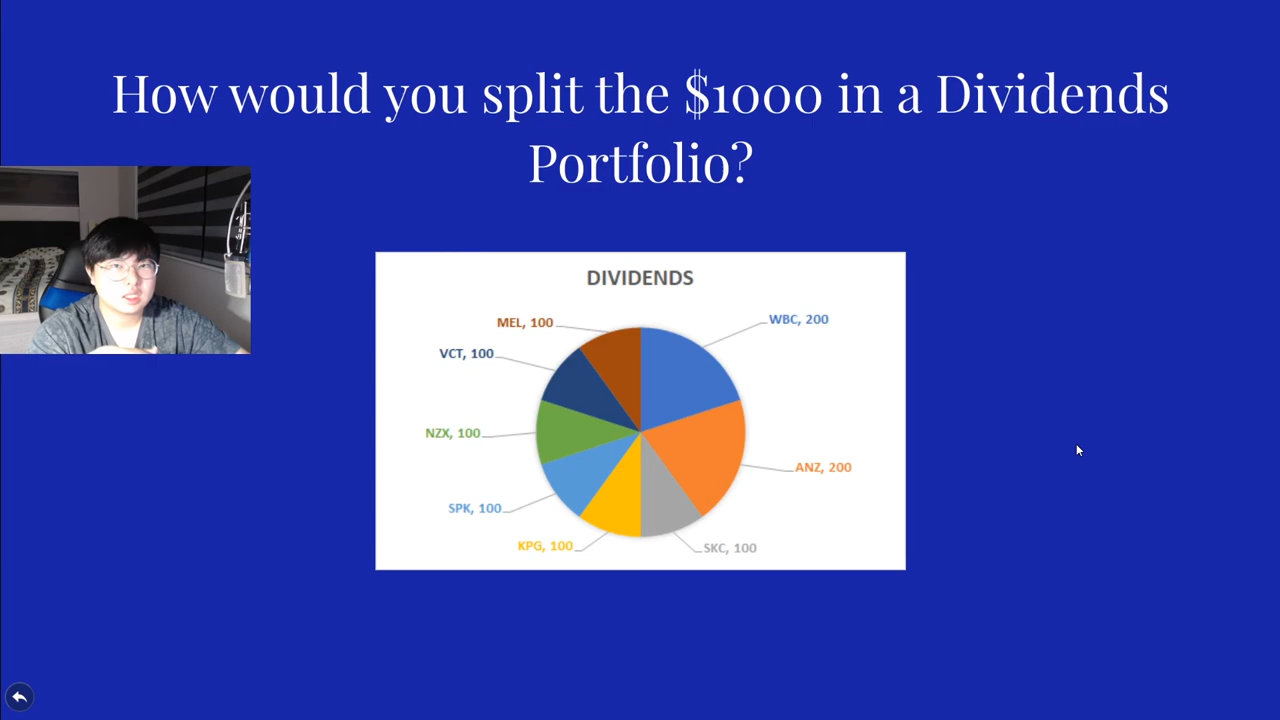 How would you split the $1000 in a Dividends
Portfolio?
DIVIDENDS
MEL, 100
WBC, 200
VCT, 100
NZX, 100
ANZ, 200
SPK, 100
KPG, 100
SKC, 100